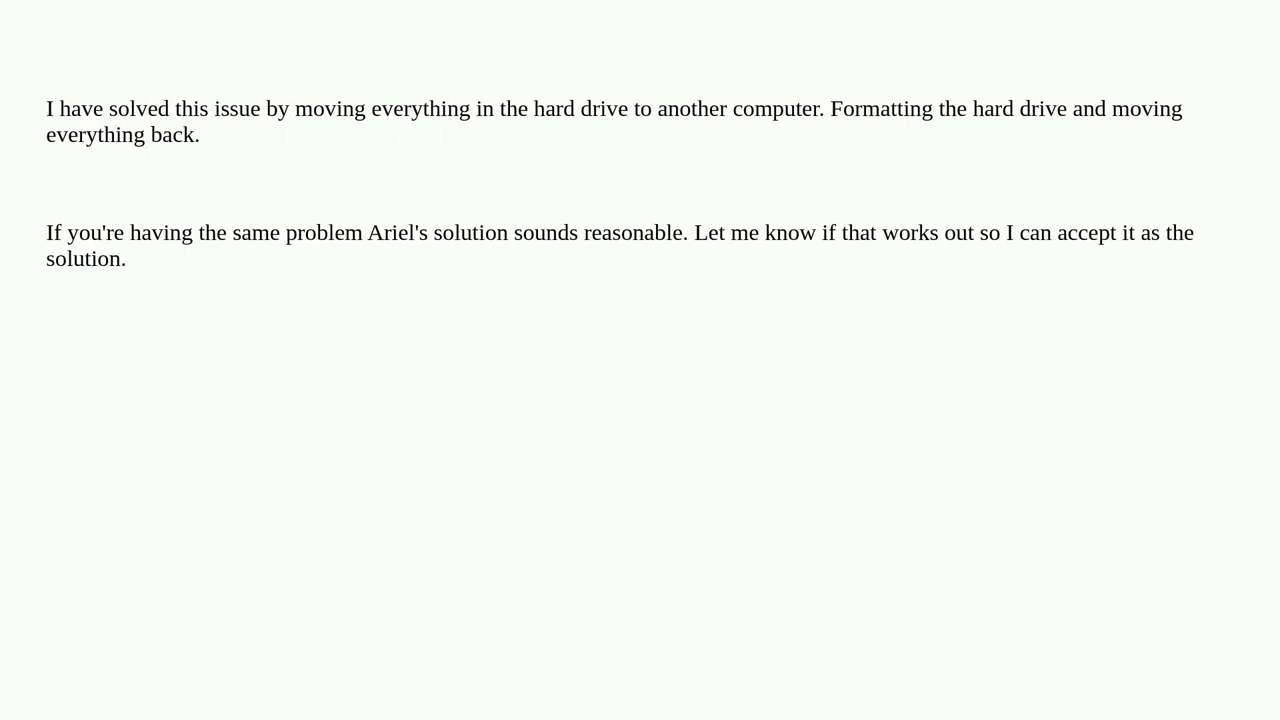 I have solved this issue by moving everything in the hard drive to another computer. Formatting the hard drive and moving
everything back.
If you're having the same problem Ariel's solution sounds reasonable. Let me know if that works out so I can accept it as the
solution.